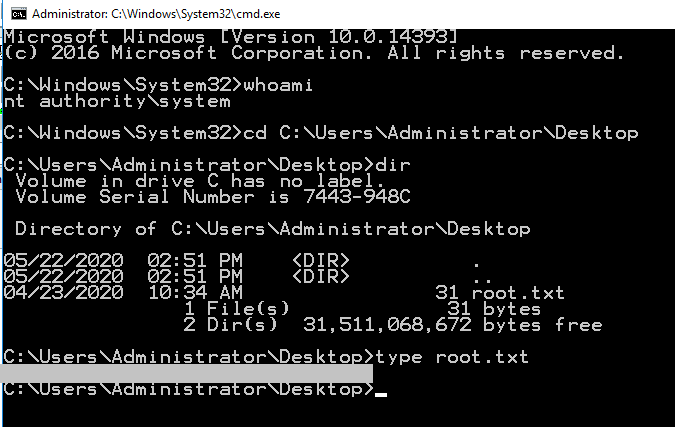 Administrator: C:\Windows\System32\cmd.exe
Microsoft Windows [Version 10.0.14393]
(c) 2016 Microsoft Corporation. All rights reserved.
C:\Windows\System32>whoami
nt authority\system
C:\Windows\System32>cd C:\Users\Administrator\Desktop
C:\Users\Administrator\Desktop>dir
 Volume in drive C has no label.
 Volume Serial Number is 7443-948C
 Directory of C:\Users\Administrator\Desktop
05/22/2020  02:51 PM    <DIR>          .
05/22/2020  02:51 PM    <DIR>          ..
04/23/2020  10:34 AM                31 root.txt
               1 File(s)             31 bytes
               2 Dir(s)  31,511,068,672 bytes free
C:\Users\Administrator\Desktop>type root.txt
C:\Users\Administrator\Desktop>